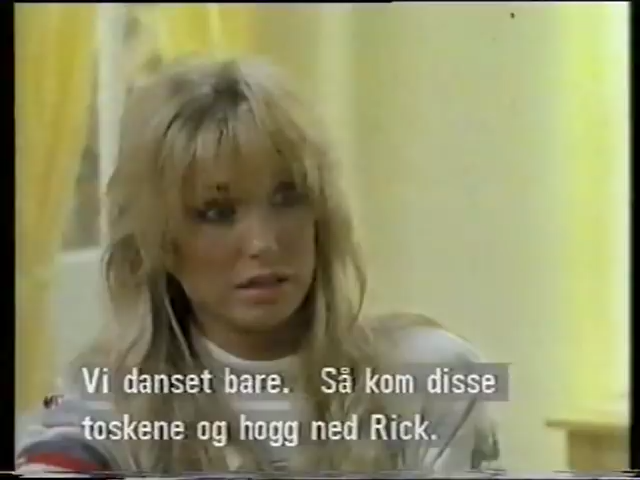 Vi danset bare. Så kom disse
toskene og hogg ned Rick.